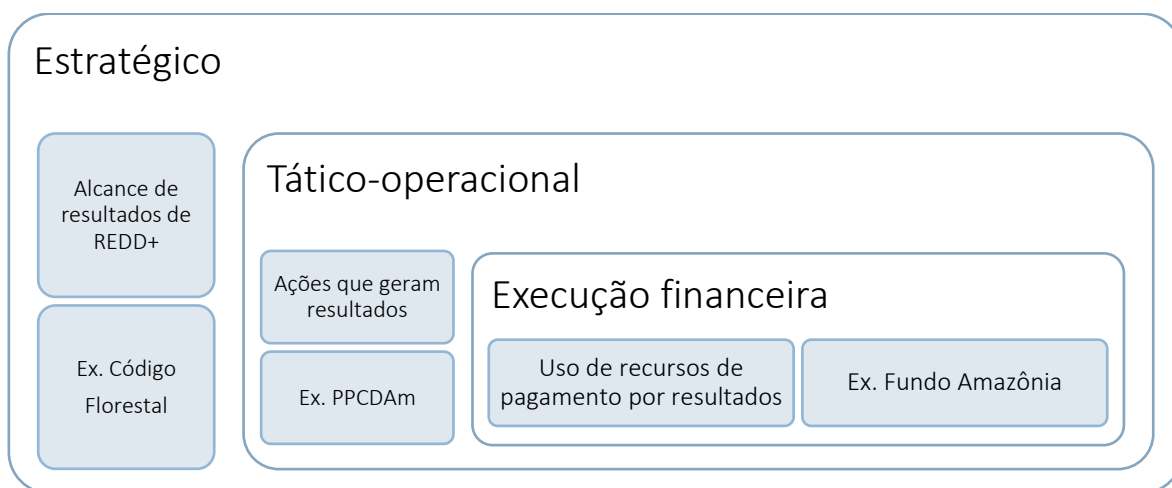 Estratégico
Alcance de
resultados de
REDD+
Ex. Código
Florestal
Tático-operacional
Ações que geram
resultados
Ex. PPCDAm
Execução financeira
Uso de recursos de
pagamento por resultados
Ex. Fundo Amazônia